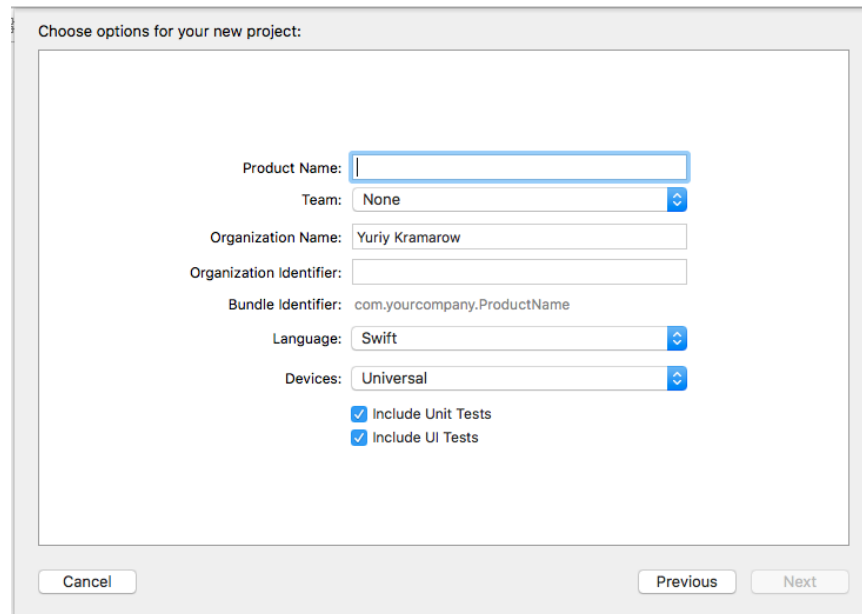 Choose options for your new project:
Product Name:
Team: None
Organization Name: Yuriy Kramarow
Organization Identifier:
Bundle Identifier: com.yourcompany.ProductName
Language: Swift
Devices: Universal
Include Unit Tests
Include UI Tests
Cancel Previous Next